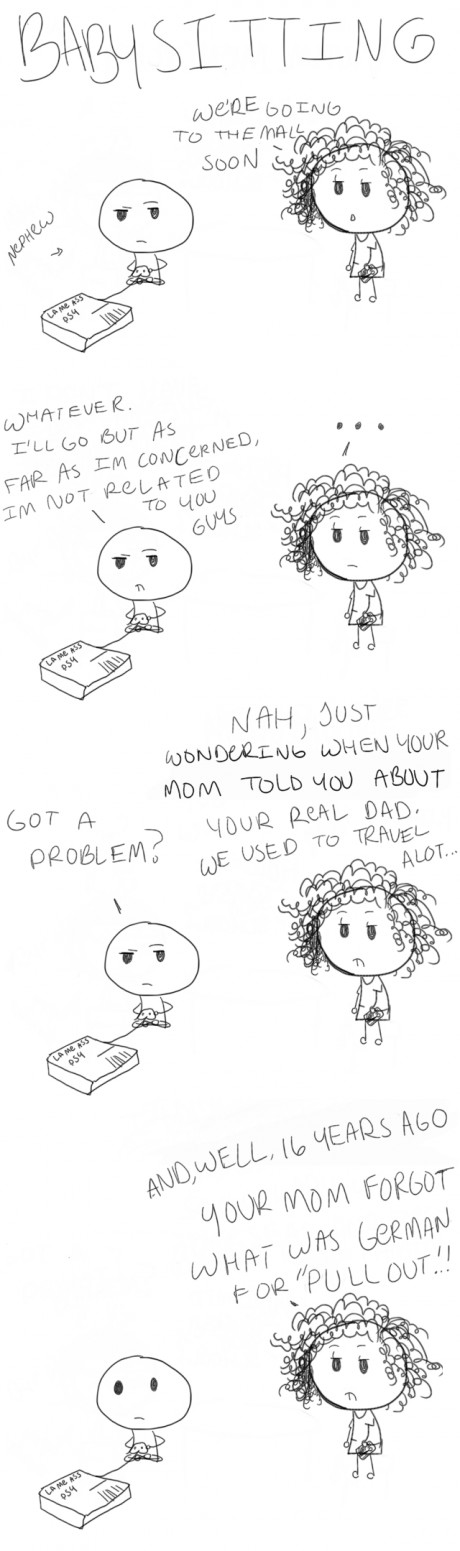 BABYSITTING
WE'RE GOING
TO THE MALL
SOON
NEPHEW
LAME ASS
PS4
WHATEVER.
I'LL GO BUT AS
FAR AS IM CONCERNED,
IM NOT RELATED
TO YOU
GUYS
...
LAME ASS
PS4
GOT A
PROBLEM?
NAH, JUST
WONDERING WHEN YOUR
MOM TOLD YOU ABOUT
YOUR REAL DAD.
WE USED TO TRAVEL
ALOT...
LAME ASS
PS4
AND, WELL, 16 YEARS AGO
YOUR MOM FORGOT
WHAT WAS GERMAN
FOR "PULL OUT"!!
LAME ASS
PS4